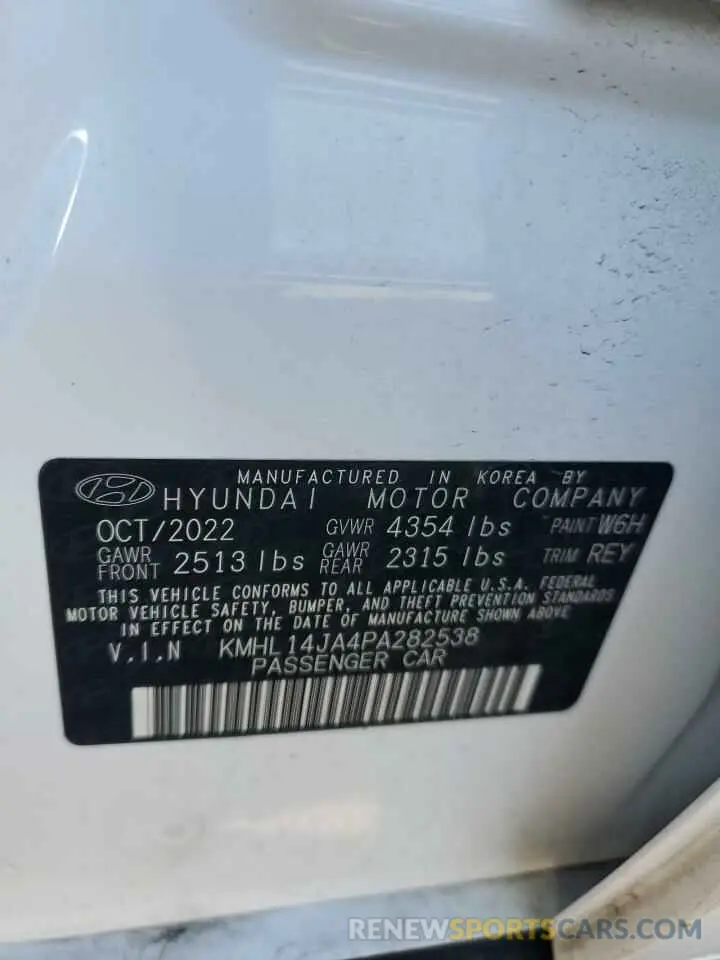 MANUFACTURED IN KOREA BY
HYUNDAI MOTOR COMPANY
OCT/2022 GVWR 4354 lbs PAINT W6H
GAWR FRONT 2513 lbs GAWR REAR 2315 lbs TRIM REY
THIS VEHICLE CONFORMS TO ALL APPLICABLE U.S.A. FEDERAL
MOTOR VEHICLE SAFETY, BUMPER, AND THEFT PREVENTION STANDARDS
IN EFFECT ON THE DATE OF MANUFACTURE SHOWN ABOVE
V.I.N KMHL14JA4PA282538
PASSENGER CAR
RENEWSPORTSCARS.COM